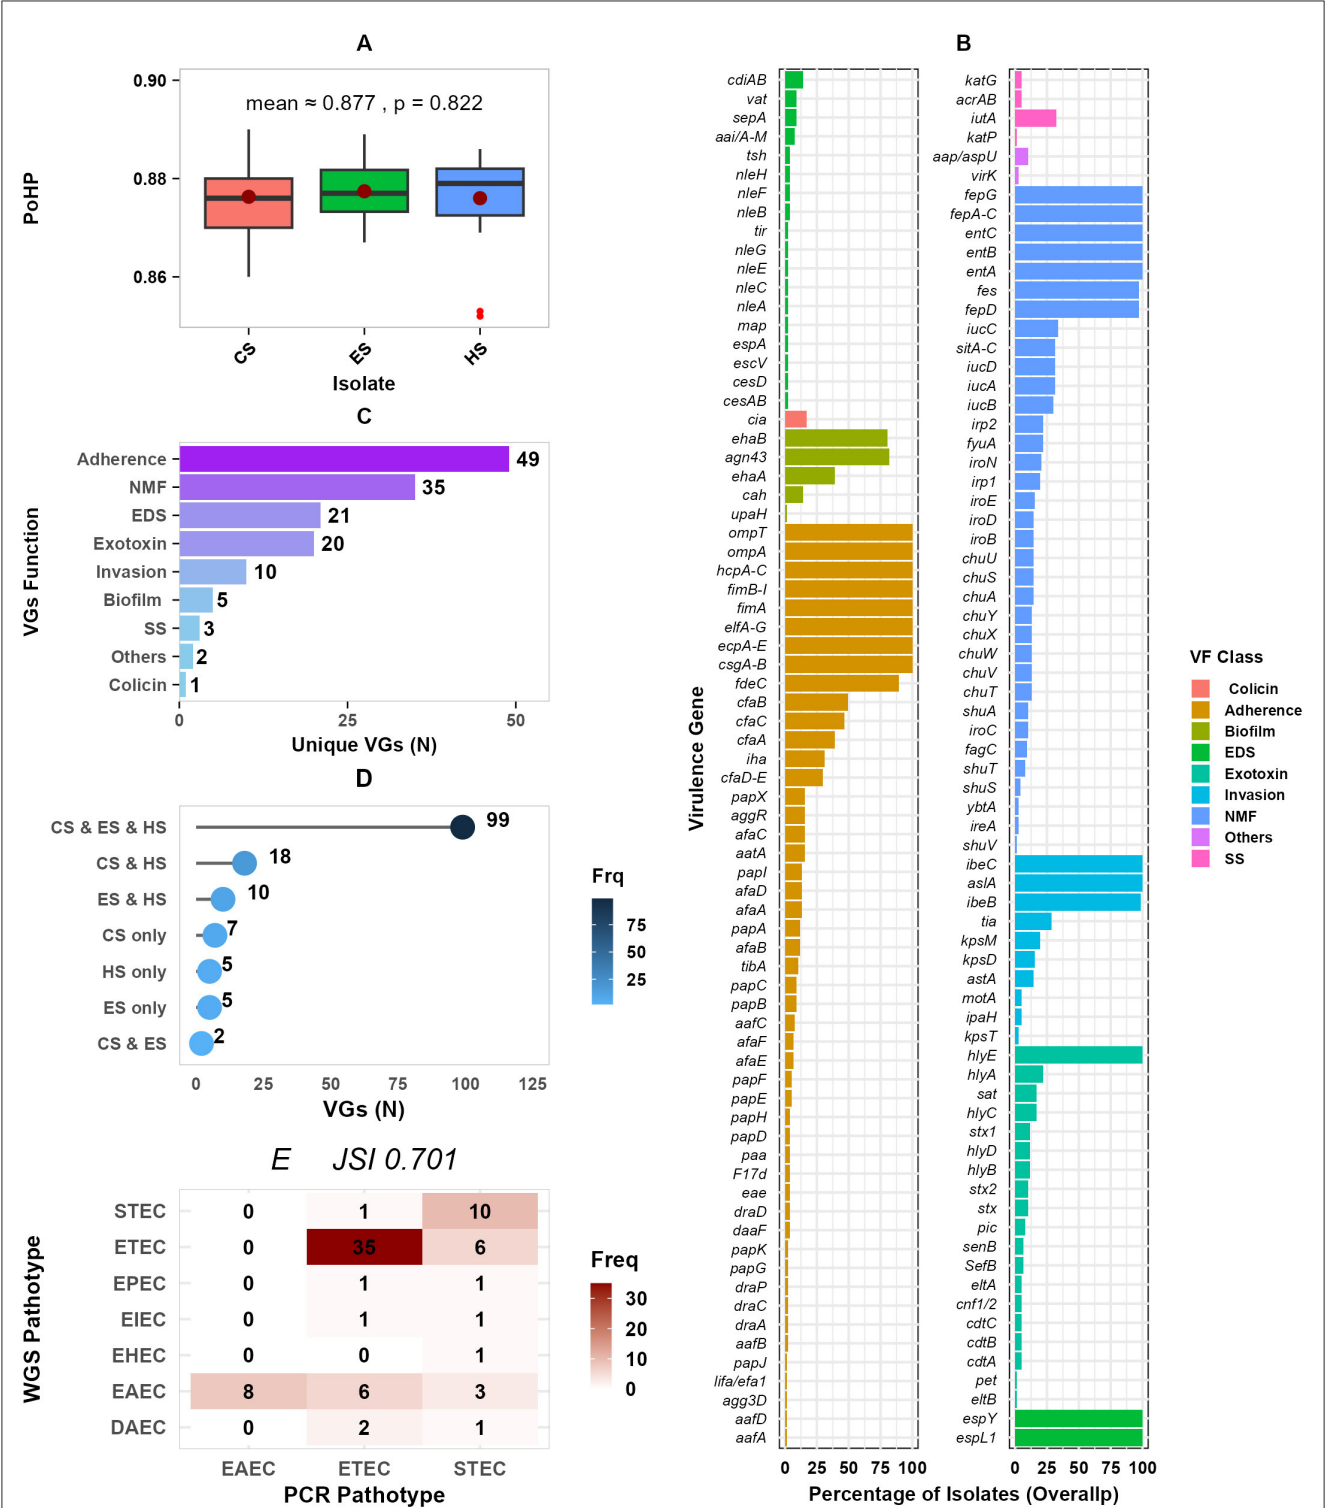 A
0.90
0.88
0.86
PoHP
mean ≈ 0.877 , p = 0.822
CS
ES
HS
Isolate
C
VGs Function
Adherence 49
NMF 35
EDS 21
Exotoxin 20
Invasion 10
Biofilm 5
SS 3
Others 2
Colicin 1
0 25 50
Unique VGs (N)
D
CS & ES & HS 99
CS & HS 18
ES & HS 10
CS only 7
HS only 5
ES only 5
CS & ES 2
0 25 50 75 100 125
VGs (N)
Frq
75
50
25
E JSI 0.701
WGS Pathotype
STEC 0 1 10
ETEC 0 35 6
EPEC 0 1 1
EIEC 0 1 1
EHEC 0 0 1
EAEC 8 6 3
DAEC 0 2 1
EAEC ETEC STEC
PCR Pathotype
Freq
30
20
10
0
B
Virulence Gene
cdiAB
vat
sepA
aai/A-M
tsh
nleH
nleF
nleB
tir
nleG
nleE
nleC
nleA
map
espA
escV
cesD
cesAB
cia
ehaB
agn43
ehaA
cah
upaH
ompT
ompA
hcpA-C
fimB-I
fimA
elfA-G
ecpA-E
csgA-B
fdeC
cfaB
cfaC
cfaA
iha
cfaD-E
papX
aggR
afaC
aatA
papI
afaD
afaA
papA
afaB
tibA
papC
papB
aafC
afaF
afaE
papF
papE
papH
papD
paa
F17d
eae
draD
daaF
papK
papG
draP
draC
draA
aafB
papJ
lifa/efa1
agg3D
aafD
aafA
0 25 50 75 100
katG
acrAB
iutA
katP
aap/aspU
virK
fepG
fepA-C
entC
entB
entA
fes
fepD
iucC
sitA-C
iucD
iucA
iucB
irp2
fyuA
iroN
irp1
iroE
iroD
iroB
chuU
chuS
chuA
chuY
chuX
chuW
chuV
chuT
shuA
iroC
fagC
shuT
shuS
ybtA
ireA
shuV
ibeC
aslA
ibeB
tia
kpsM
kpsD
astA
motA
ipaH
kpsT
hlyE
hlyA
sat
hlyC
stx1
hlyD
hlyB
stx2
stx
pic
senB
SefB
eltA
cnf1/2
cdtC
cdtB
cdtA
pet
eltB
espY
espL1
0 25 50 75 100
Percentage of Isolates (Overallp)
VF Class
Colicin
Adherence
Biofilm
EDS
Exotoxin
Invasion
NMF
Others
SS